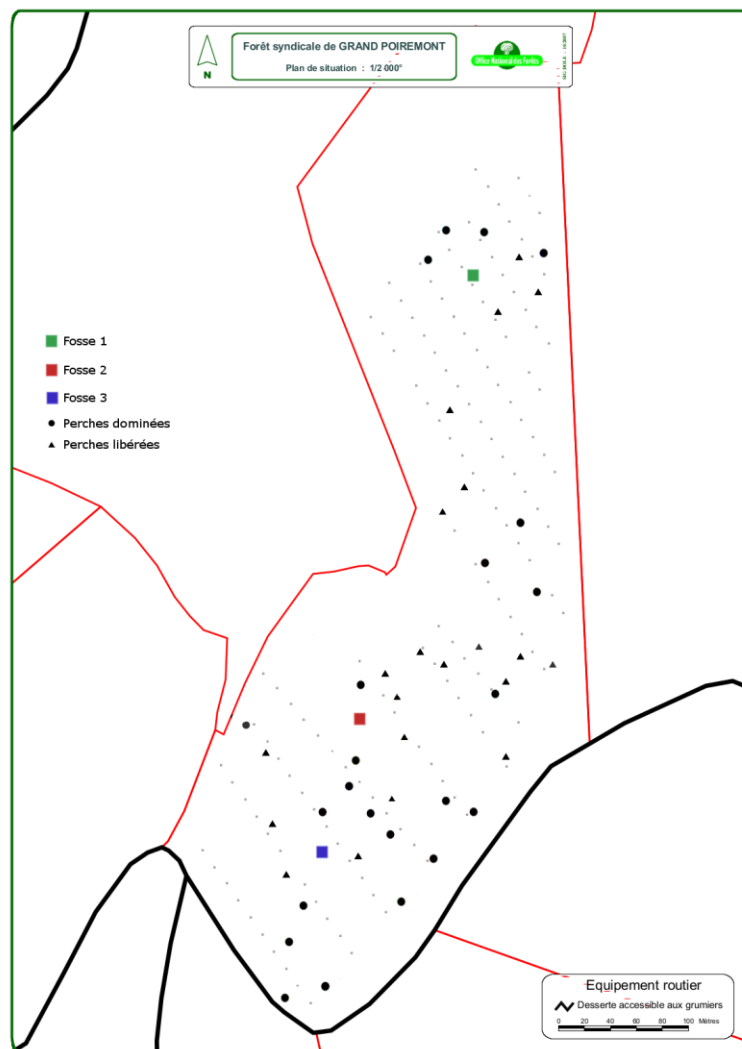 Forêt syndicale de GRAND POIREMONT
Plan de situation : 1/2 000°
N
Office National des Forêts
Fosse 1
Fosse 2
Fosse 3
Perches dominées
Perches libérées
Equipement routier
Desserte accessible aux grumiers
0 20 40 60 80 100 Mètres